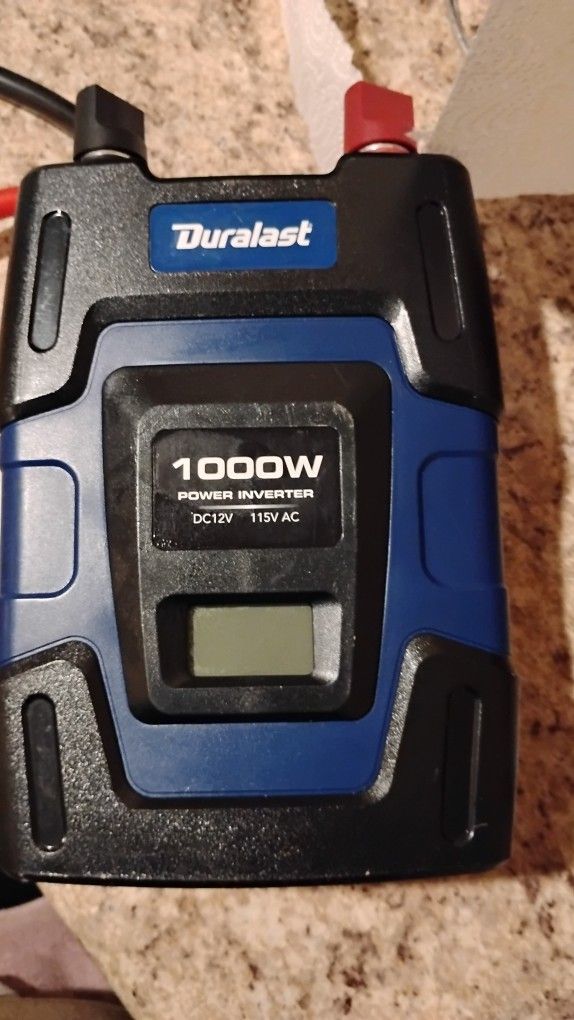 Duralast
1000W
POWER INVERTER
DC12V 115V AC